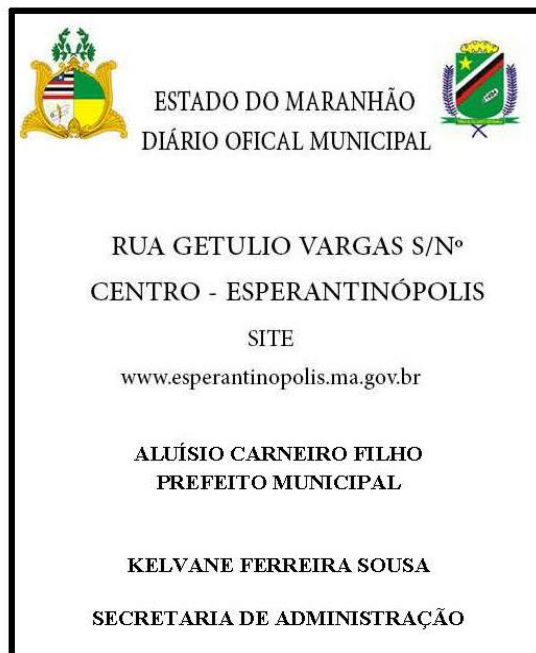 ESTADO DO MARANHÃO
DIÁRIO OFICAL MUNICIPAL
RUA GETULIO VARGAS S/Nº
CENTRO - ESPERANTINÓPOLIS
SITE
www.esperantinopolis.ma.gov.br
ALUÍSIO CARNEIRO FILHO
PREFEITO MUNICIPAL
KELVANE FERREIRA SOUSA
SECRETARIA DE ADMINISTRAÇÃO